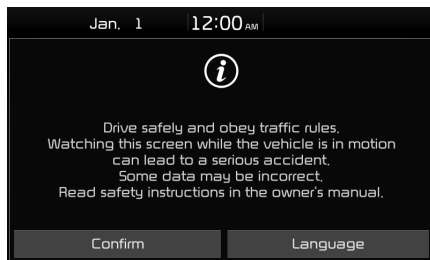 Jan. 1 12:00 AM
i
Drive safely and obey traffic rules.
Watching this screen while the vehicle is in motion
can lead to a serious accident.
Some data may be incorrect.
Read safety instructions in the owner's manual.
Confirm Language